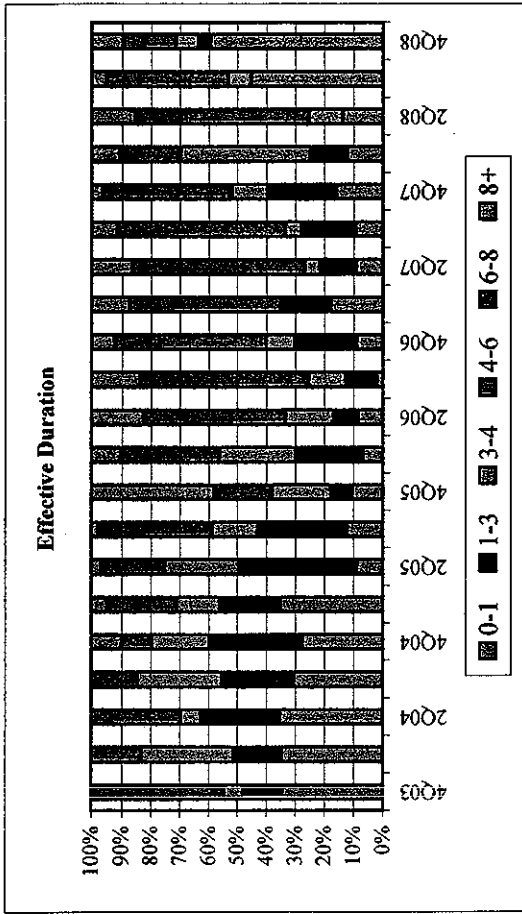 Effective Duration
100%
90%
80%
70%
60%
50%
40%
30%
20%
10%
0%
4Q03
2Q04
4Q04
2Q05
4Q05
2Q06
4Q06
2Q07
4Q07
2Q08
4Q08
0-1 1-3 3-4 4-6 6-8 8+